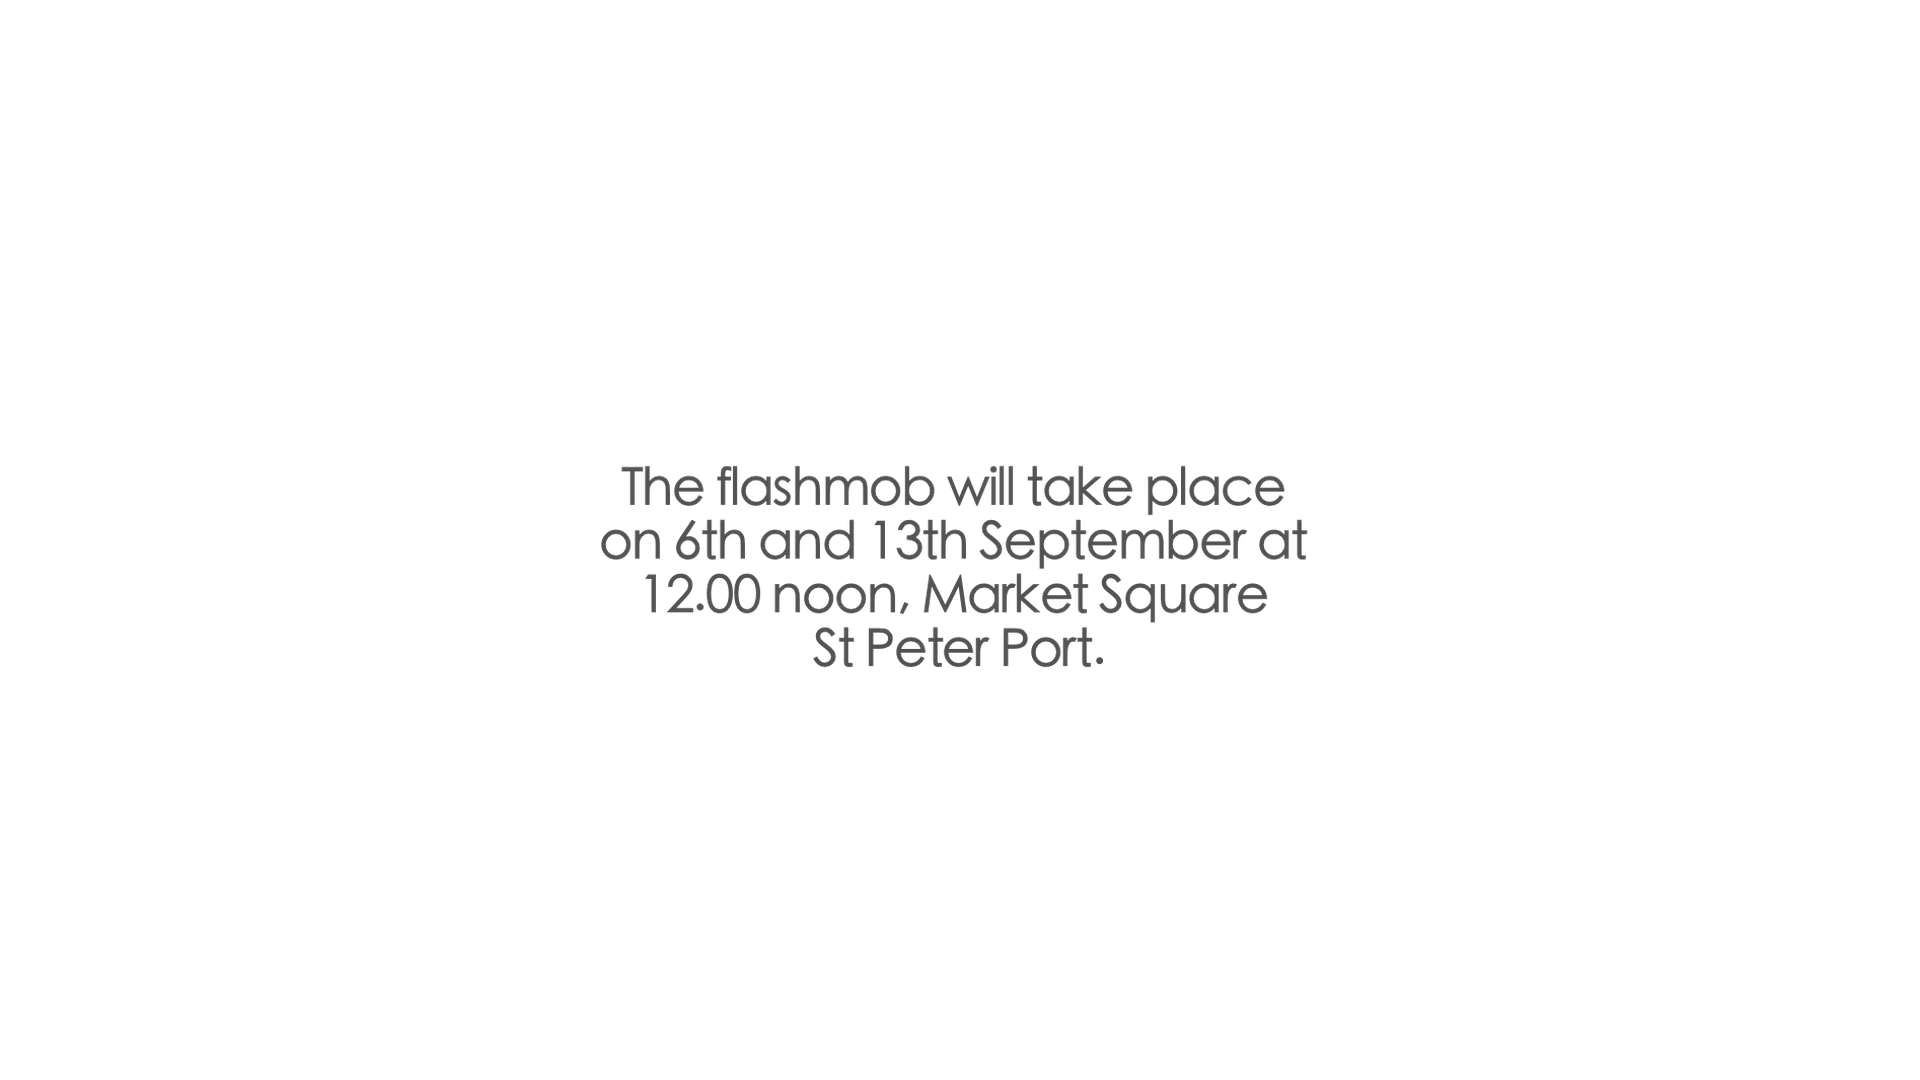 The flashmob will take place
on 6th and 13th September at
12.00 noon, Market Square
St Peter Port.